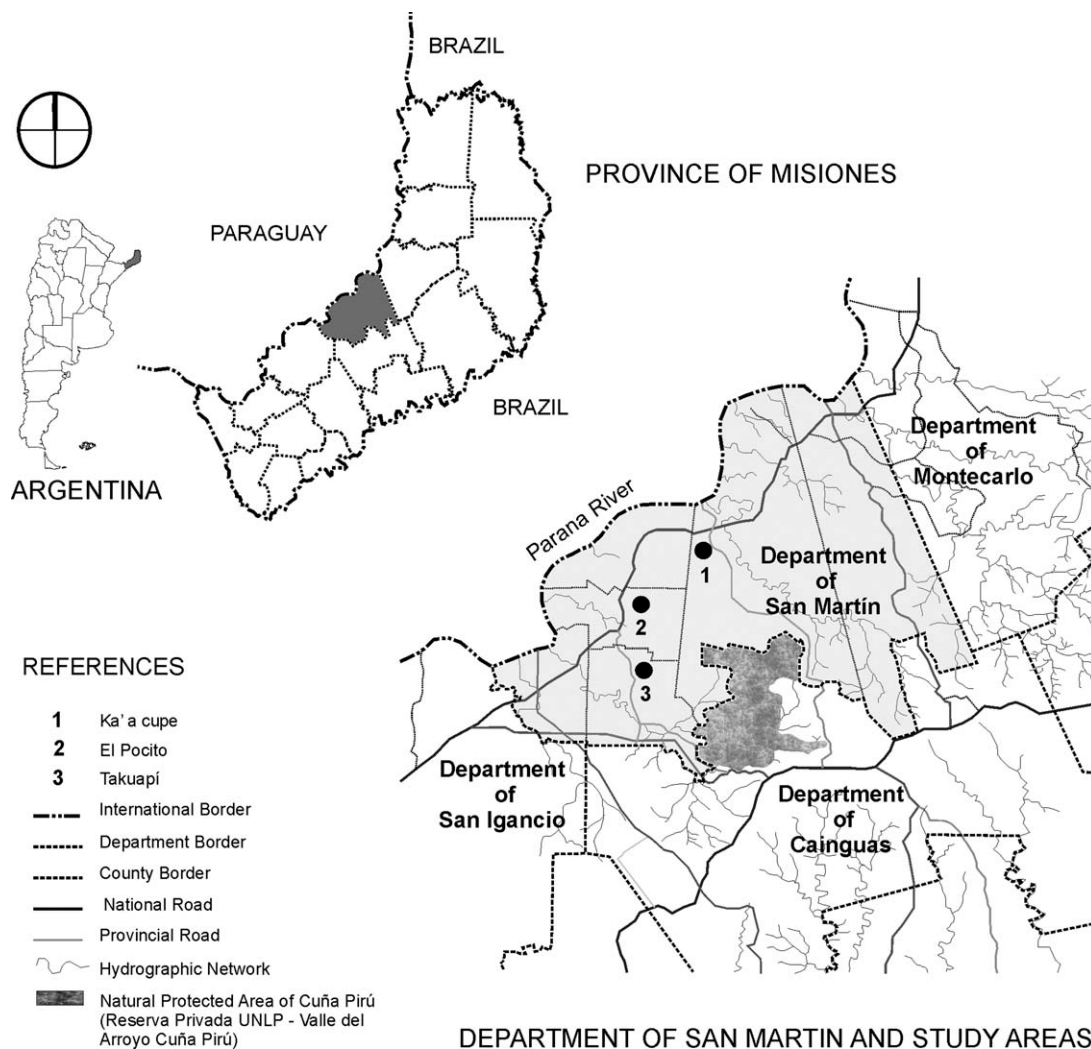 BRAZIL
PROVINCE OF MISIONES
PARAGUAY
BRAZIL
ARGENTINA
Department
of
Montecarlo
Parana River
1
Department
of
San Martín
2
3
Department
of
San Igancio
Department
of
Cainguas
REFERENCES
1 Ka' a cupe
2 El Pocito
3 Takuapí
International Border
Department Border
County Border
National Road
Provincial Road
Hydrographic Network
Natural Protected Area of Cuña Pirú
(Reserva Privada UNLP - Valle del
Arroyo Cuña Pirú)
DEPARTMENT OF SAN MARTIN AND STUDY AREAS